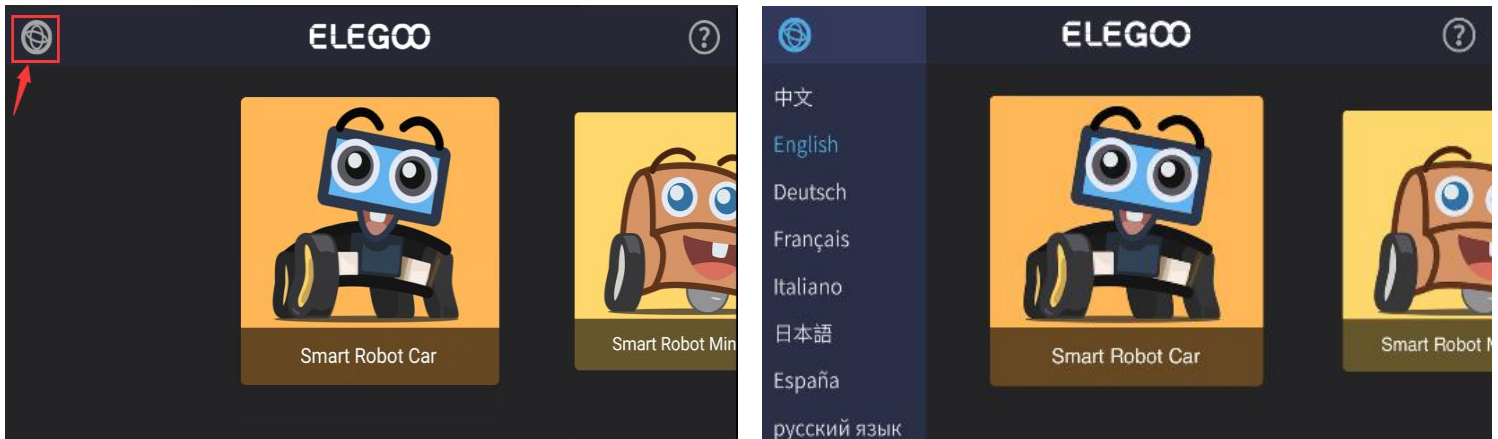 ELEGOO
Smart Robot Car
Smart Robot Min
ELEGOO
中文
English
Deutsch
Français
Italiano
日本語
España
русский язык
Smart Robot Car
Smart Robot